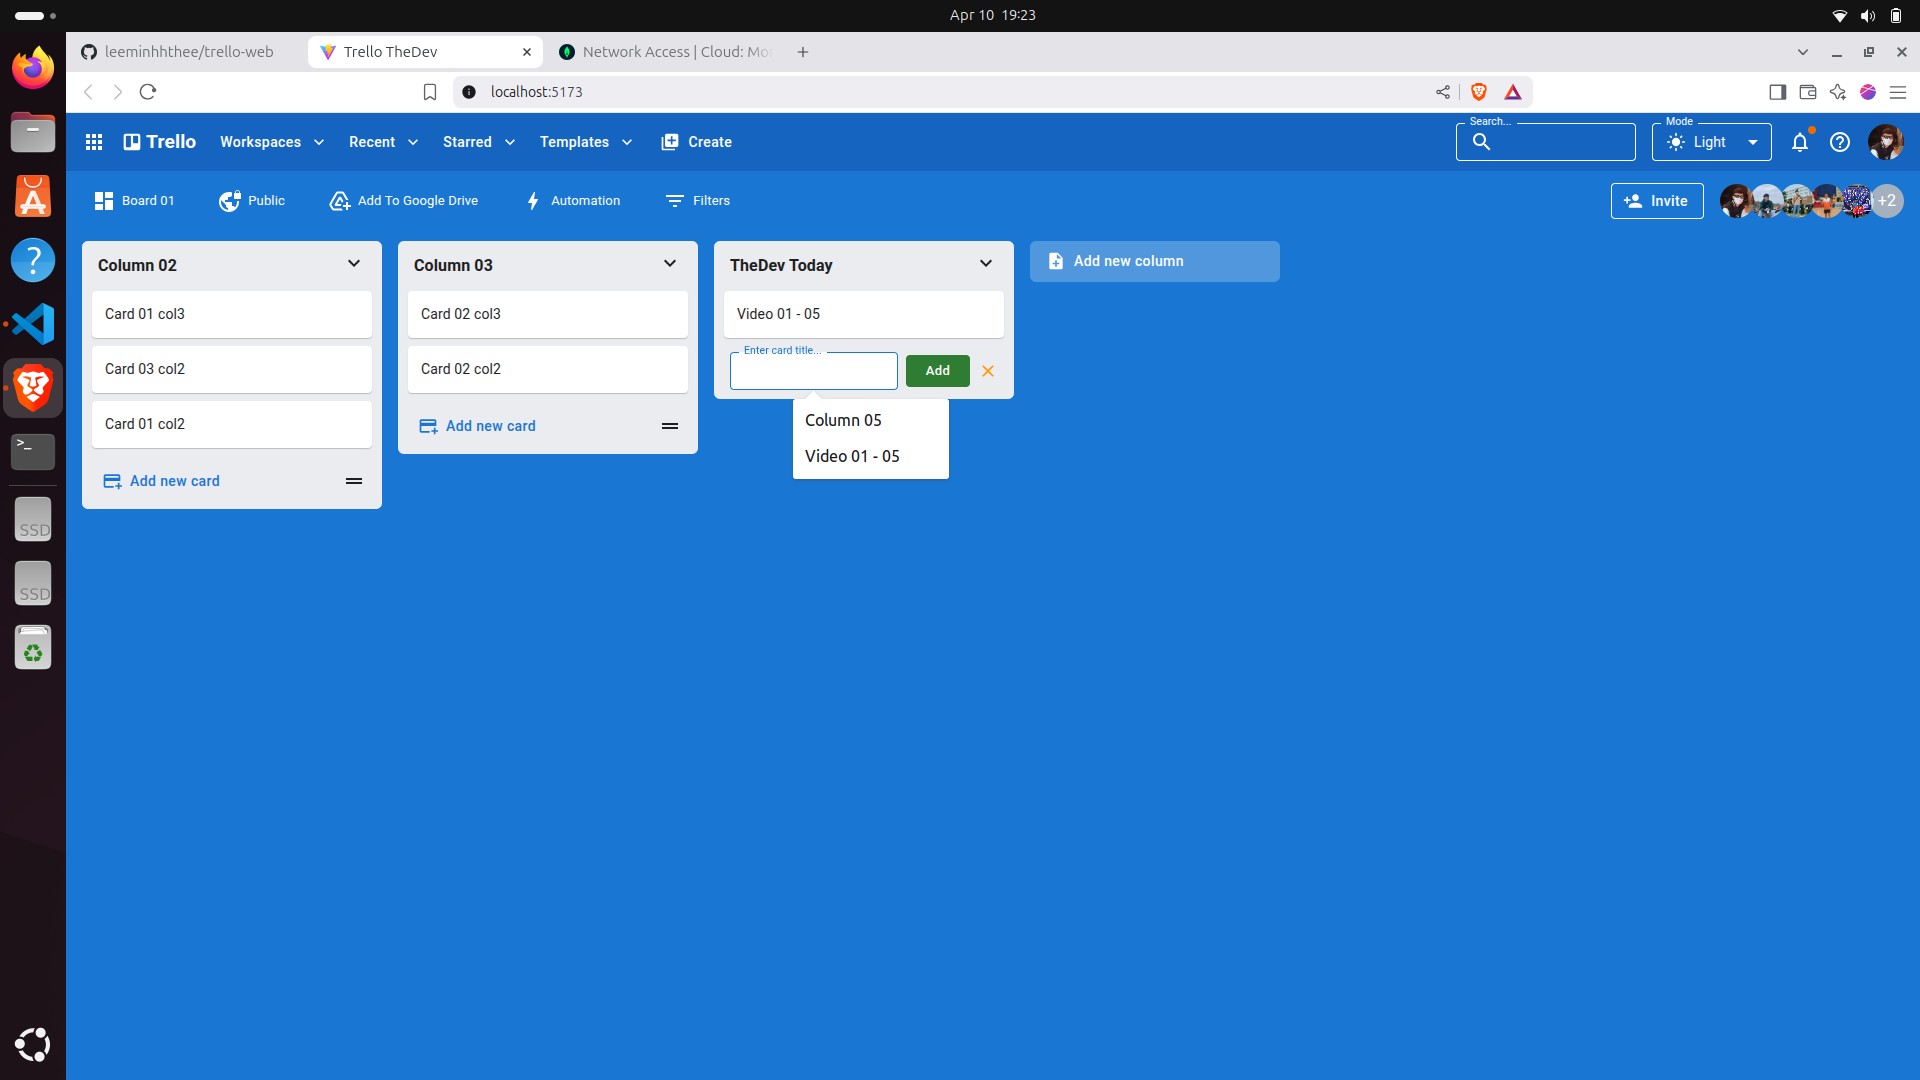 Apr 10 19:23
leeminhhthee/trello-web
Trello TheDev
Network Access | Cloud: Mo
localhost:5173
Trello
Workspaces
Recent
Starred
Templates
Create
Search...
Mode
Light
Board 01
Public
Add To Google Drive
Automation
Filters
Invite
+2
Column 02
Card 01 col3
Card 03 col2
Card 01 col2
Add new card
Column 03
Card 02 col3
Card 02 col2
Add new card
TheDev Today
Video 01 - 05
Enter card title...
Add
Column 05
Video 01 - 05
Add new column
>_
SSD
SSD